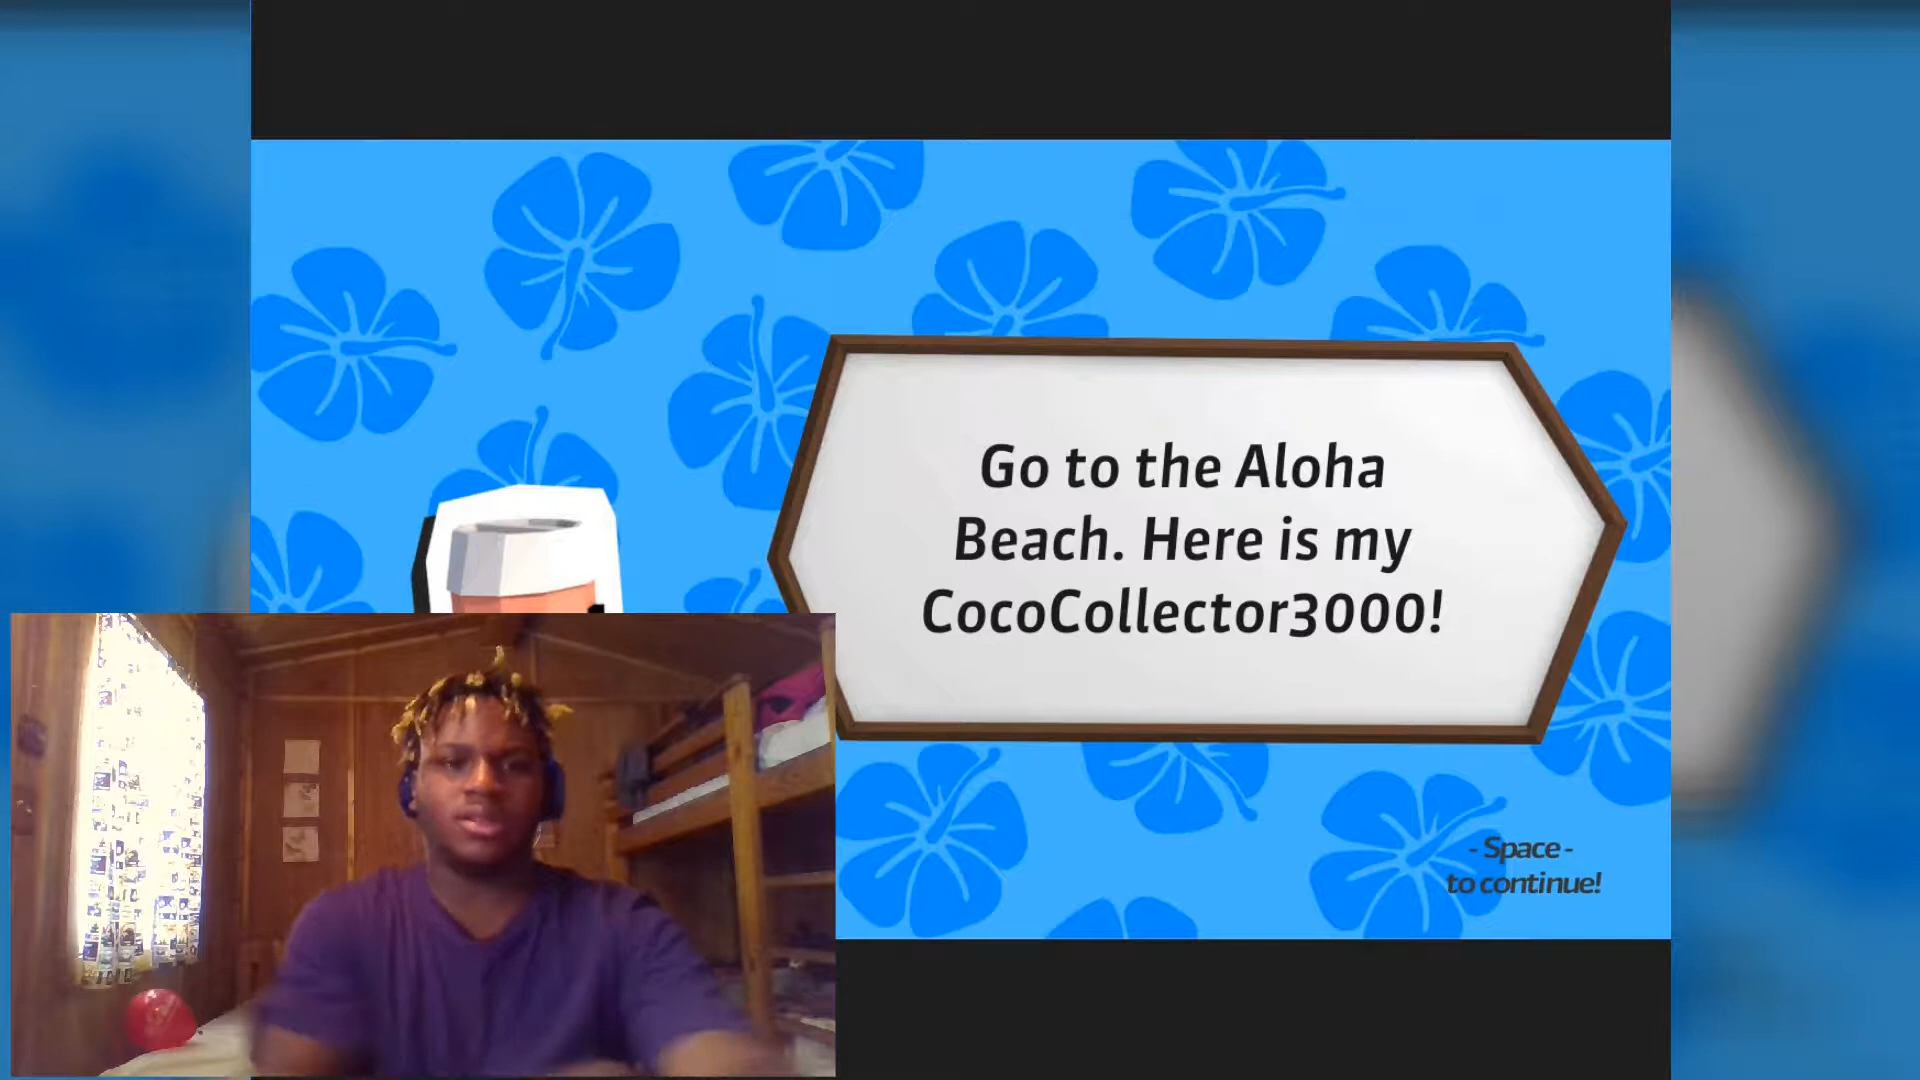 Go to the Aloha
Beach. Here is my
CocoCollector3000!
- Space -
to continue!